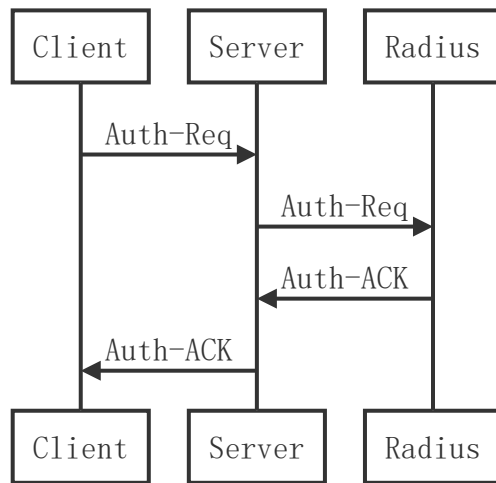 Client Server Radius
Auth-Req
Auth-Req
Auth-ACK
Auth-ACK
Client Server Radius